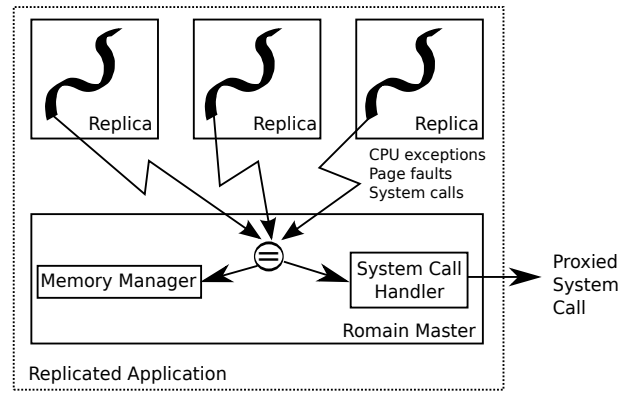 Replica
Replica
Replica
CPU exceptions
Page faults
System calls
=
Memory Manager
System Call
Handler
Romain Master
Proxied
System
Call
Replicated Application